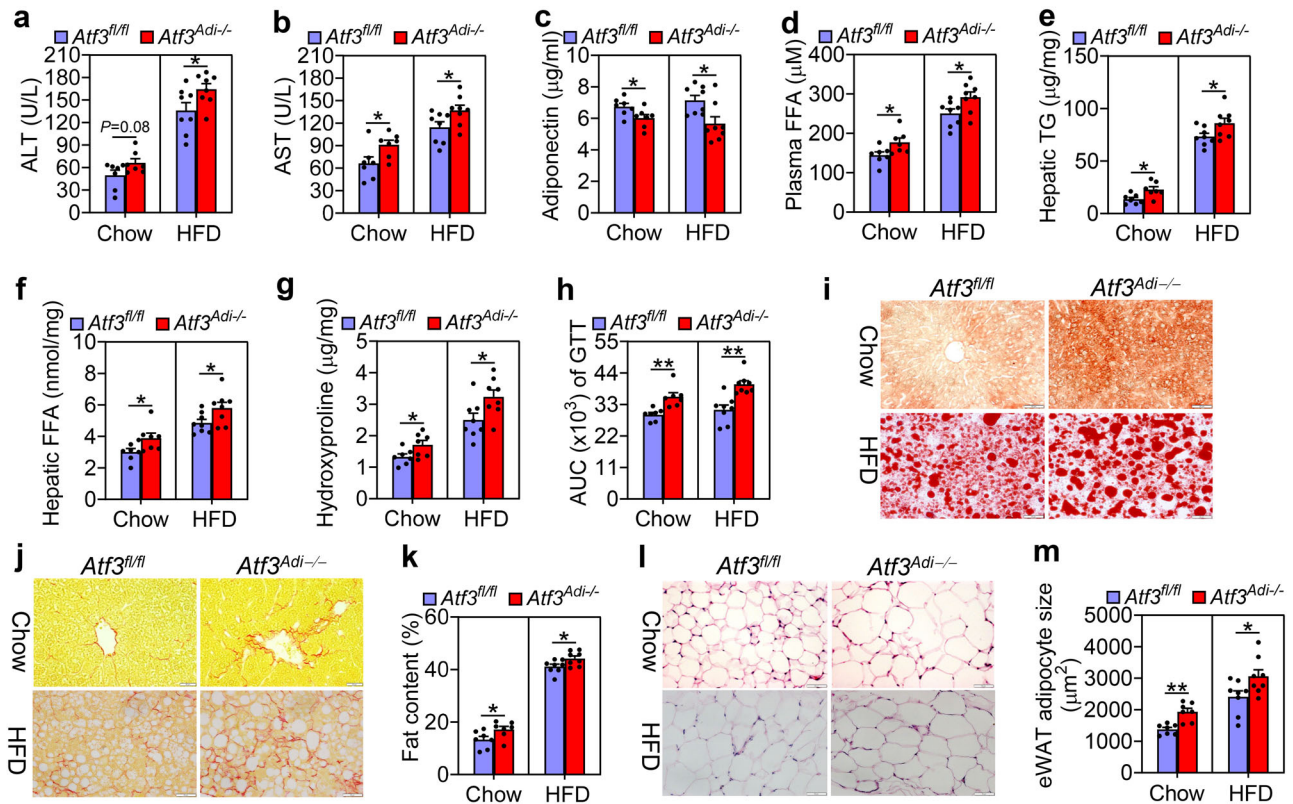 a
Atf3fl/fl Atf3Adi-/-
ALT (U/L)
210
180
150
120
90
60
30
0
P=0.08
*
Chow HFD
b
Atf3fl/fl Atf3Adi-/-
AST (U/L)
210
180
150
120
90
60
30
0
*
*
Chow HFD
c
Atf3fl/fl Atf3Adi-/-
Adiponectin (μg/ml)
10
8
6
4
2
0
*
*
Chow HFD
d
Atf3fl/fl Atf3Adi-/-
Plasma FFA (μM)
400
300
200
100
0
*
*
Chow HFD
e
Atf3fl/fl Atf3Adi-/-
Hepatic TG (μg/mg)
150
100
50
0
*
*
Chow HFD
f
Atf3fl/fl Atf3Adi-/-
Hepatic FFA (nmol/mg)
10
8
6
4
2
0
*
*
Chow HFD
g
Atf3fl/fl Atf3Adi-/-
Hydroxyproline (μg/mg)
5
4
3
2
1
0
*
*
Chow HFD
h
Atf3fl/fl Atf3Adi-/-
AUC (x10³) of GTT
55
44
33
22
11
0
**
**
Chow HFD
i
Atf3fl/fl Atf3Adi−/−
Chow
HFD
j
Atf3fl/fl Atf3Adi−/−
Chow
HFD
k
Atf3fl/fl Atf3Adi-/-
Fat content (%)
60
40
20
0
*
*
Chow HFD
l
Atf3fl/fl Atf3Adi−/−
Chow
HFD
m
Atf3fl/fl Atf3Adi-/-
eWAT adipocyte size
(μm²)
5000
4000
3000
2000
1000
0
**
*
Chow HFD